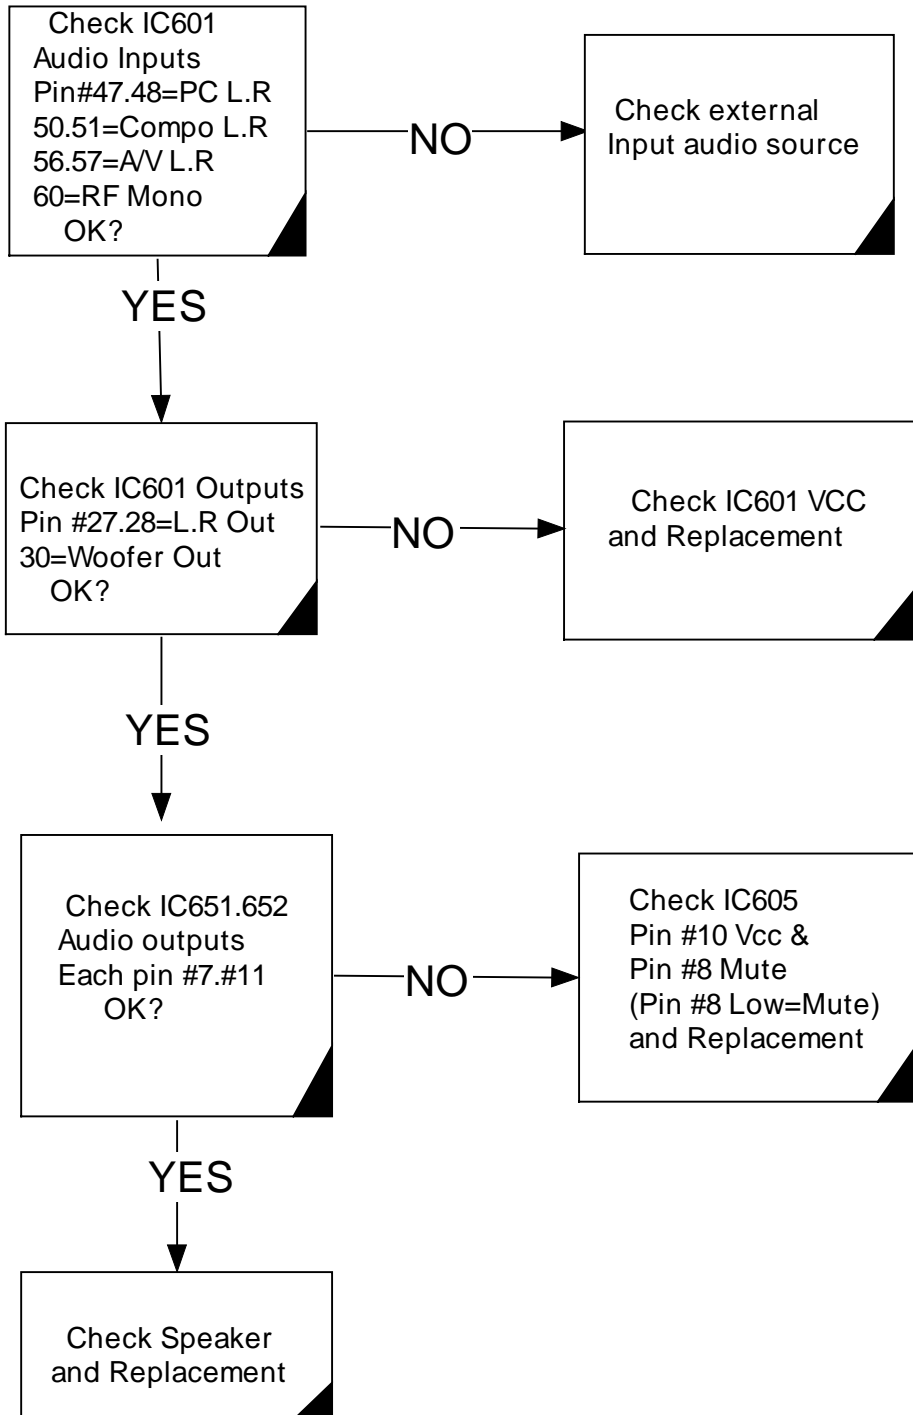 Check IC601
Audio Inputs
Pin#47.48=PC L.R
50.51=Compo L.R
56.57=A/V L.R
60=RF Mono
OK?
NO
Check external
Input audio source
YES
Check IC601 Outputs
Pin #27.28=L.R Out
30=Woofer Out
OK?
NO
Check IC601 VCC
and Replacement
YES
Check IC651.652
Audio outputs
Each pin #7.#11
OK?
NO
Check IC605
Pin #10 Vcc &
Pin #8 Mute
(Pin #8 Low=Mute)
and Replacement
YES
Check Speaker
and Replacement